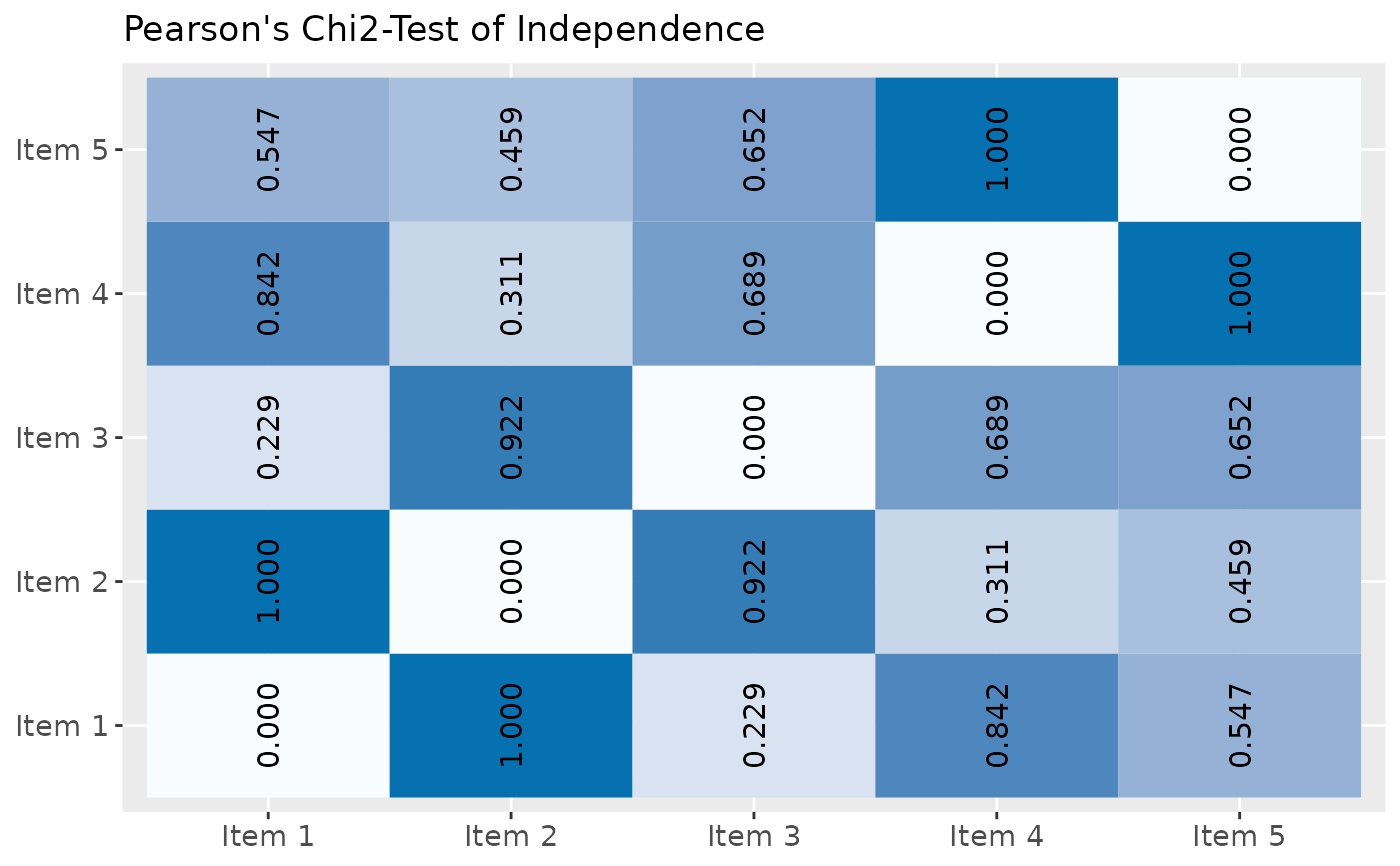 Pearson's Chi2-Test of Independence
Item 5 0.547 0.459 0.652 1.000 0.000
Item 4 0.842 0.311 0.689 0.000 1.000
Item 3 0.229 0.922 0.000 0.689 0.652
Item 2 1.000 0.000 0.922 0.311 0.459
Item 1 0.000 1.000 0.229 0.842 0.547
Item 1 Item 2 Item 3 Item 4 Item 5